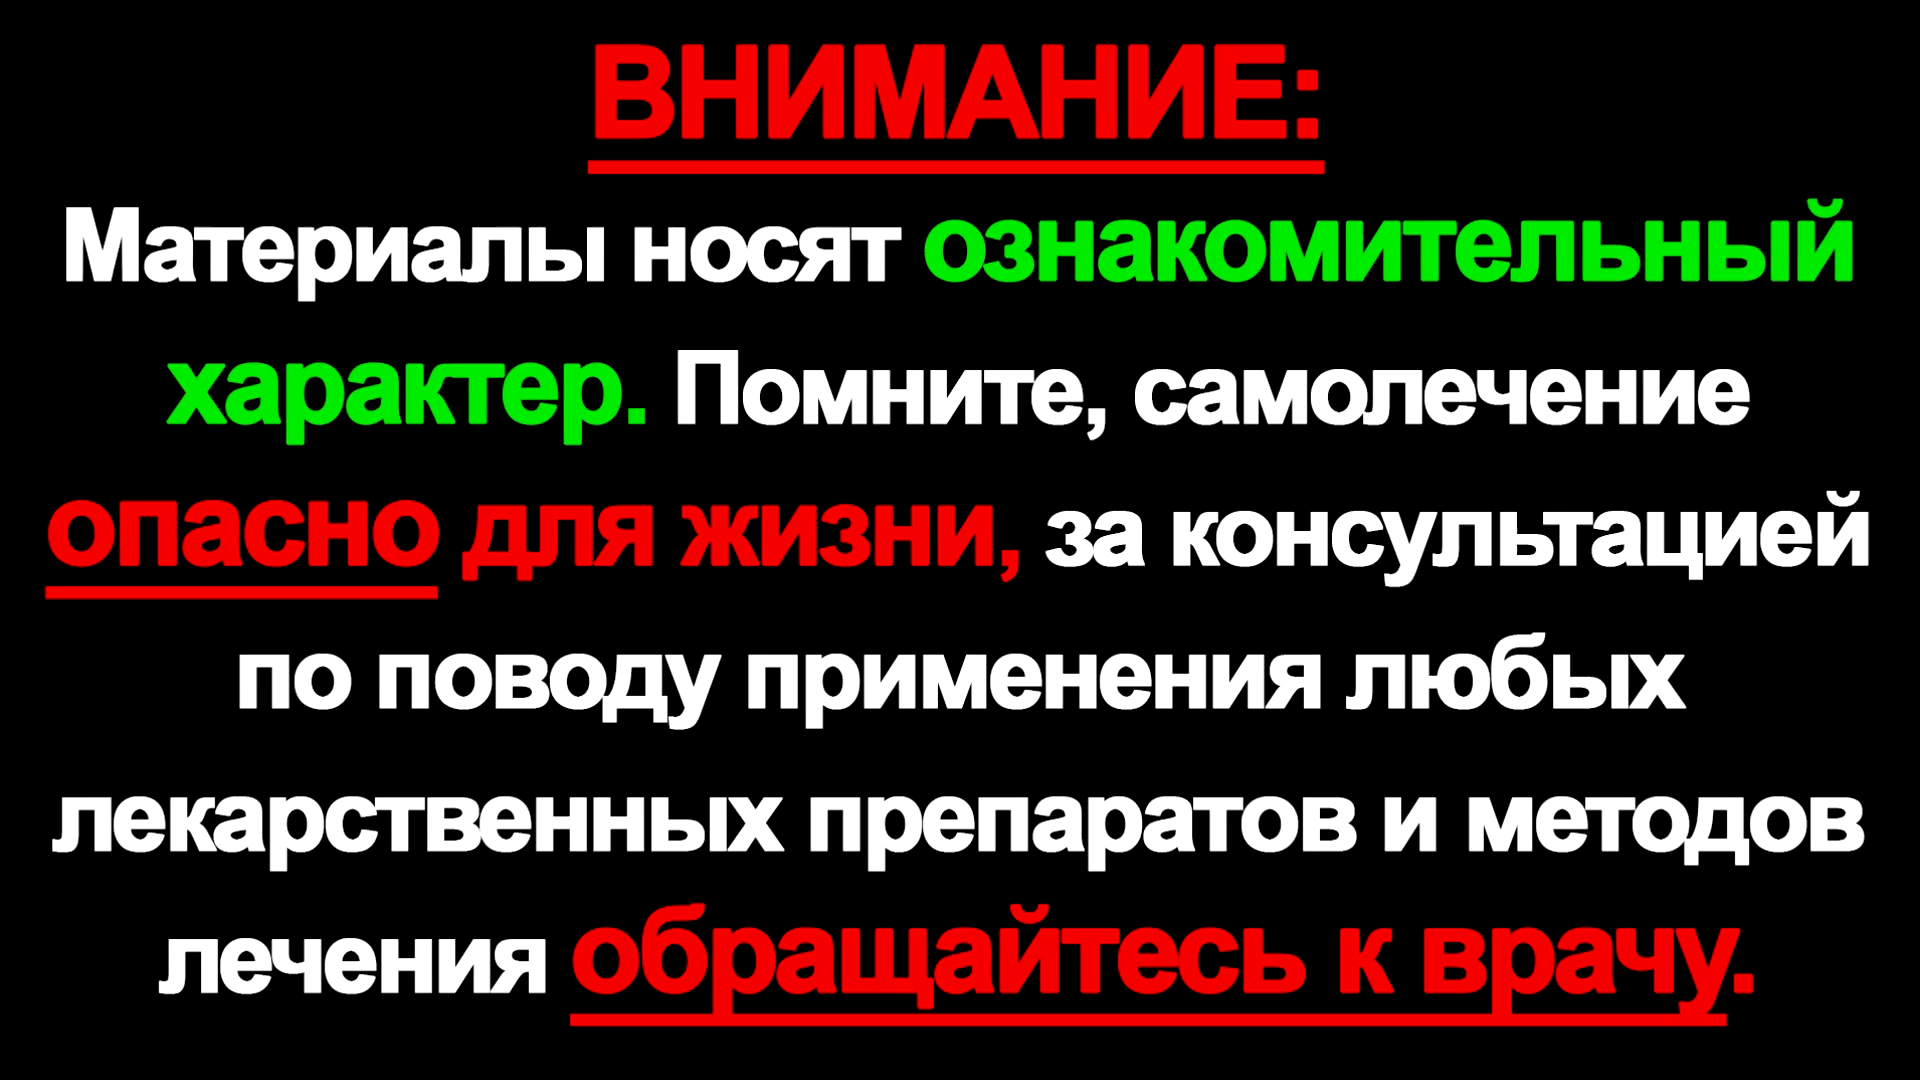 ВНИМАНИЕ:
Материалы носят ознакомительный
характер. Помните, самолечение
опасно для жизни, за консультацией
по поводу применения любых
лекарственных препаратов и методов
лечения обращайтесь к врачу.